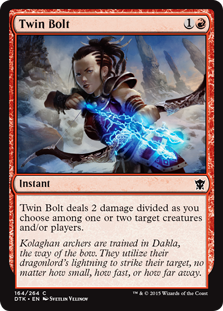 Twin Bolt 1
Instant
Twin Bolt deals 2 damage divided as you
choose among one or two target creatures
and/or players.
Kolaghan archers are trained in Dakla,
the way of the bow. They utilize their
dragonlord's lightning to strike their target, no
matter how small, how fast, or how far away.
164/264 C
DTK • EN Svetlin Velinov
™ & © 2015 Wizards of the Coast